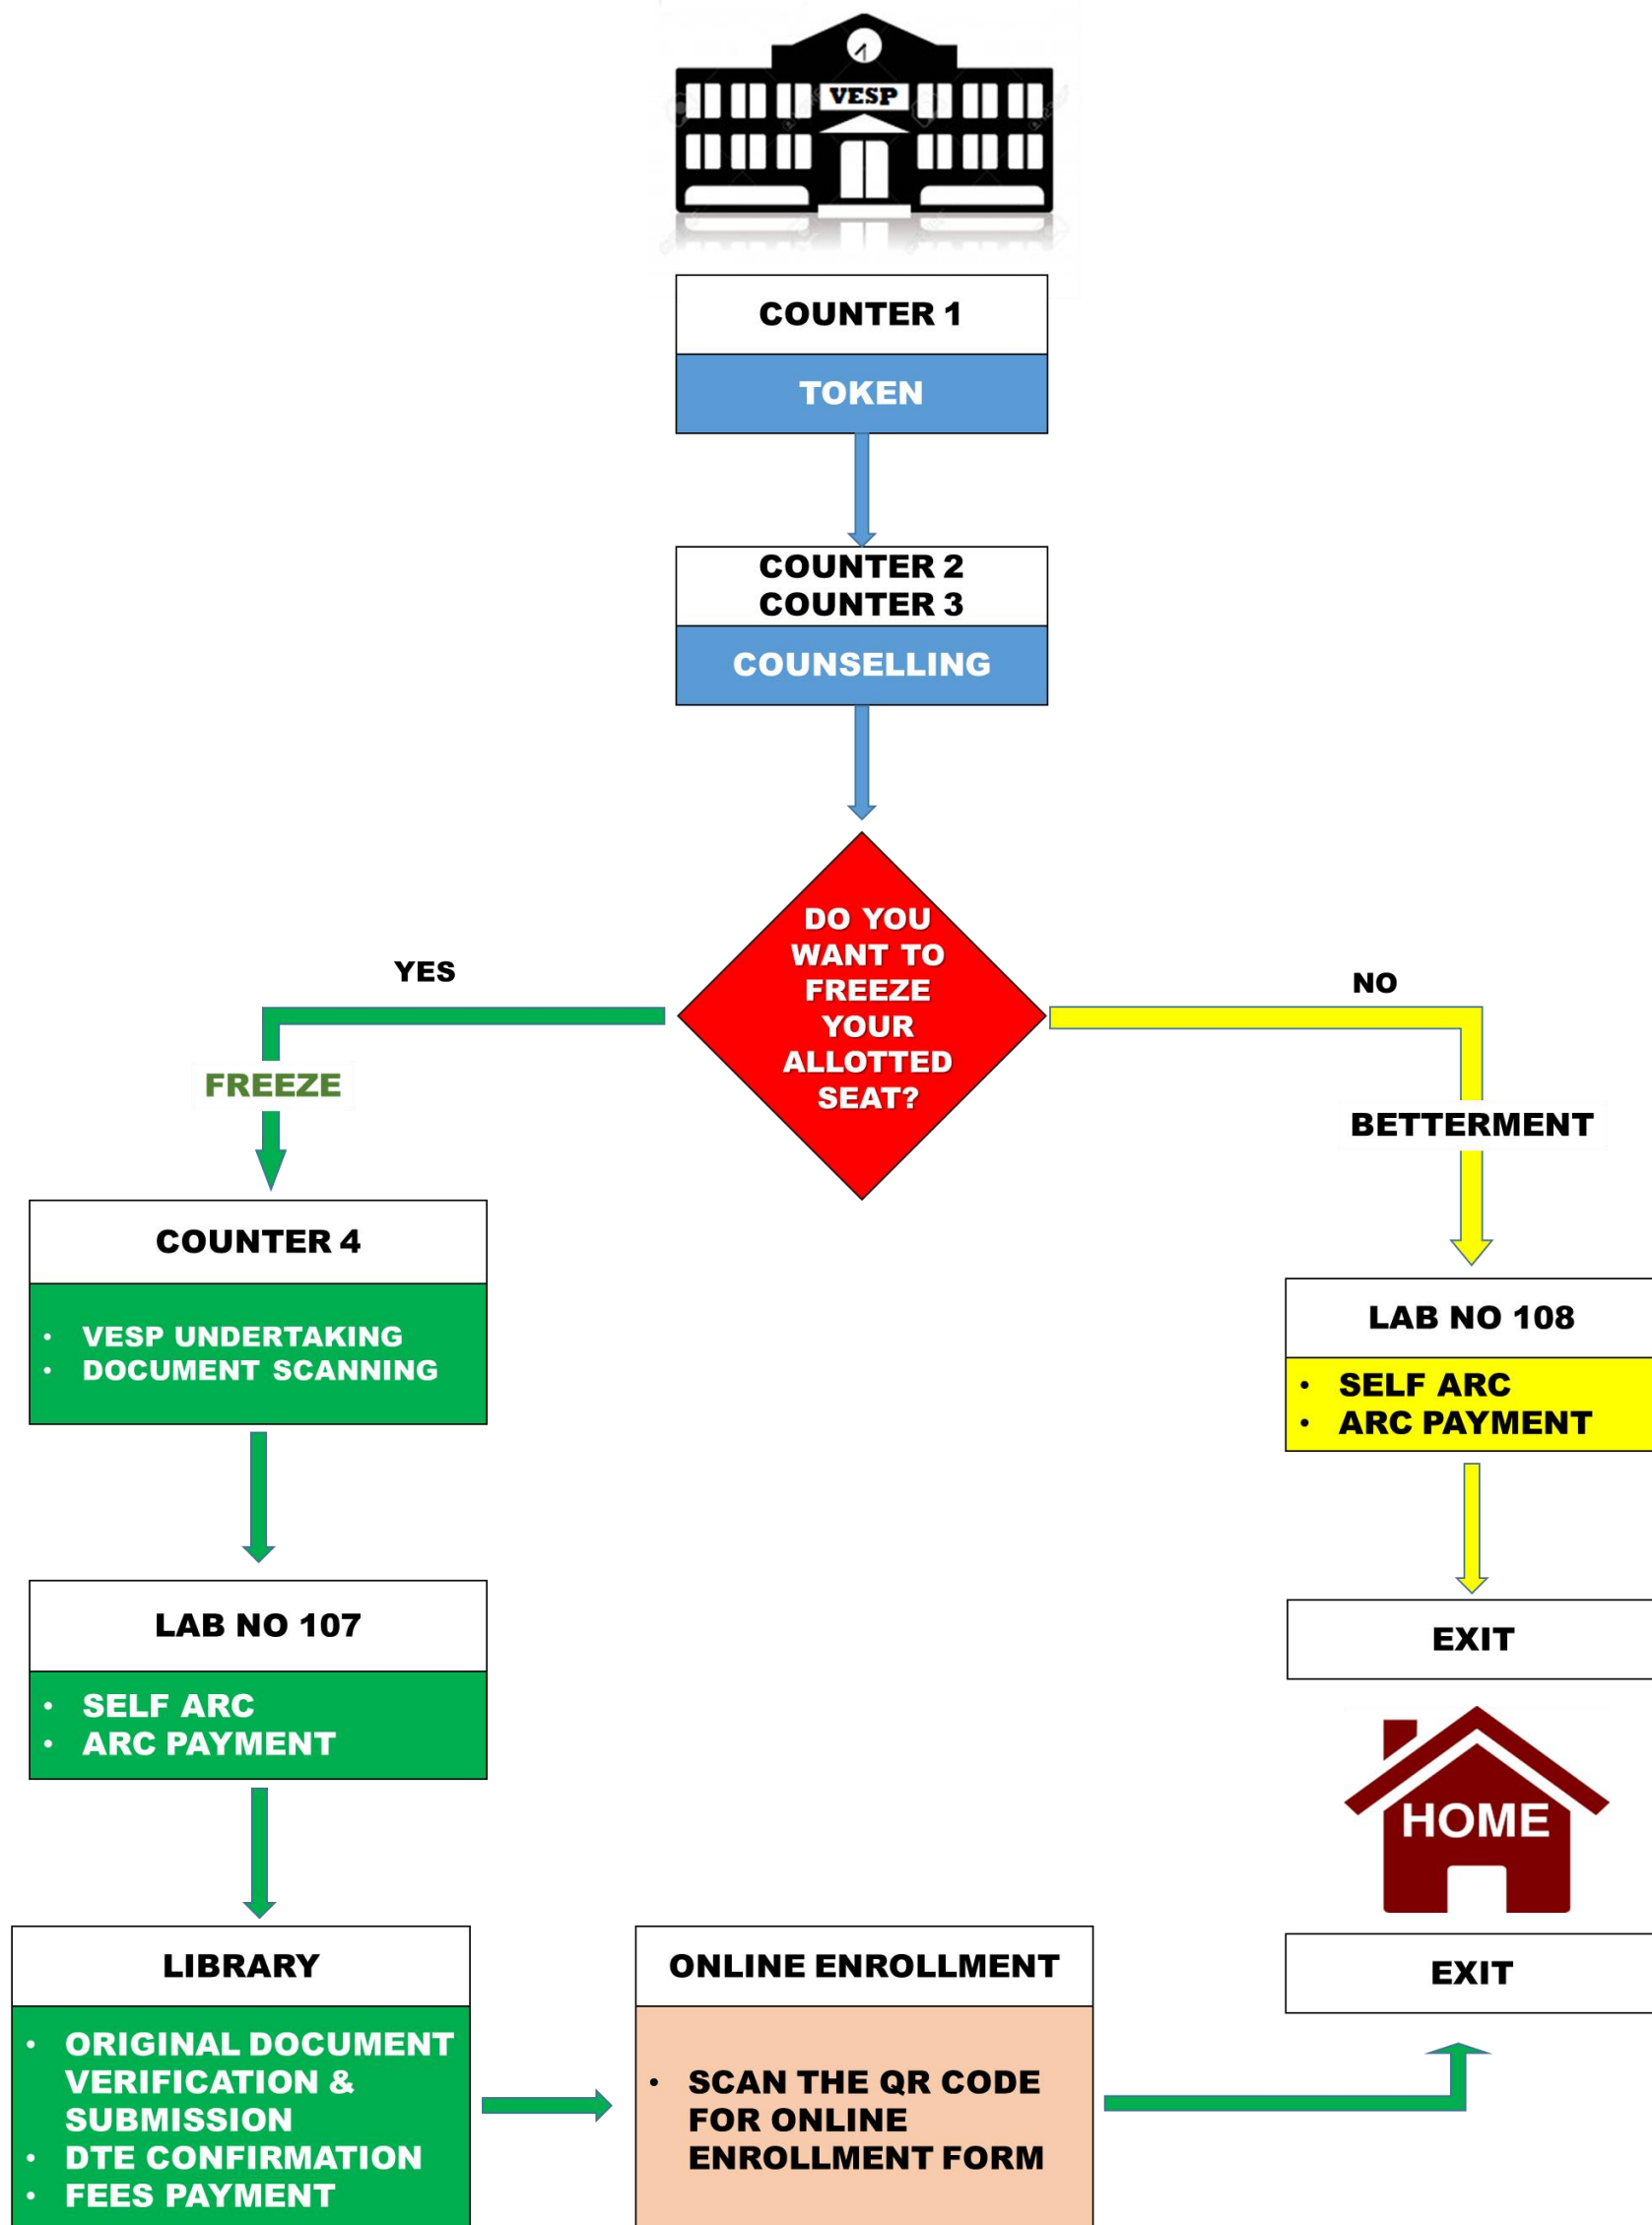 VESP
COUNTER 1
TOKEN
COUNTER 2
COUNTER 3
COUNSELLING
DO YOU
WANT TO
FREEZE
YOUR
ALLOTTED
SEAT?
YES
FREEZE
COUNTER 4
• VESP UNDERTAKING
• DOCUMENT SCANNING
LAB NO 107
• SELF ARC
• ARC PAYMENT
LIBRARY
• ORIGINAL DOCUMENT
VERIFICATION &
SUBMISSION
• DTE CONFIRMATION
• FEES PAYMENT
ONLINE ENROLLMENT
• SCAN THE QR CODE
FOR ONLINE
ENROLLMENT FORM
NO
BETTERMENT
LAB NO 108
• SELF ARC
• ARC PAYMENT
EXIT
HOME
EXIT